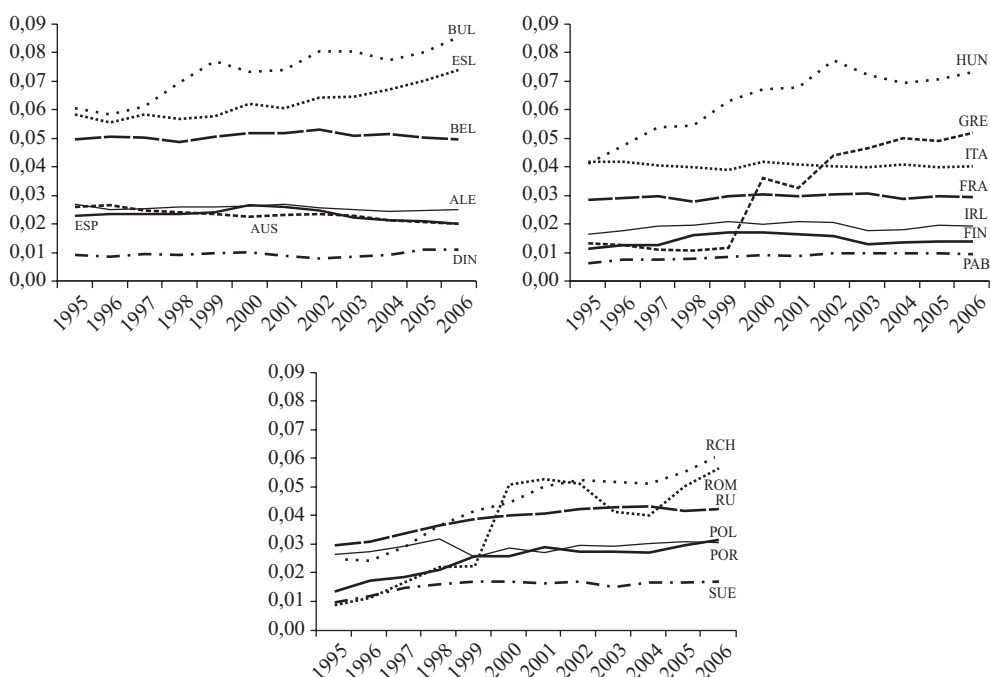 0,09
0,08
0,07
0,06
0,05
0,04
0,03
0,02
0,01
0,00
BUL
ESL
BEL
ALE
ESP
AUS
DIN
1995 1996 1997 1998 1999 2000 2001 2002 2003 2004 2005 2006
0,09
0,08
0,07
0,06
0,05
0,04
0,03
0,02
0,01
0,00
HUN
GRE
ITA
FRA
IRL
FIN
PAB
1995 1996 1997 1998 1999 2000 2001 2002 2003 2004 2005 2006
0,09
0,08
0,07
0,06
0,05
0,04
0,03
0,02
0,01
0,00
RCH
ROM
RU
POL
POR
SUE
1995 1996 1997 1998 1999 2000 2001 2002 2003 2004 2005 2006